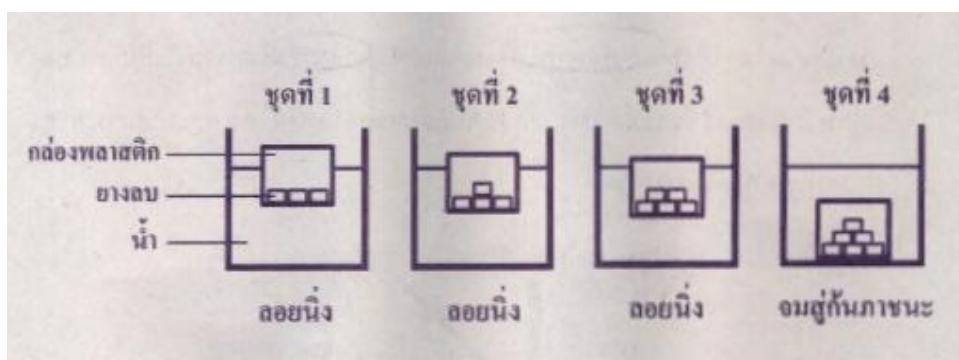 ชุดที่ 1 ชุดที่ 2 ชุดที่ 3 ชุดที่ 4
กล่องพลาสติก
ยางลบ
น้ำ
ลอยนิ่ง ลอยนิ่ง ลอยนิ่ง จมสู่ก้นภาชนะ